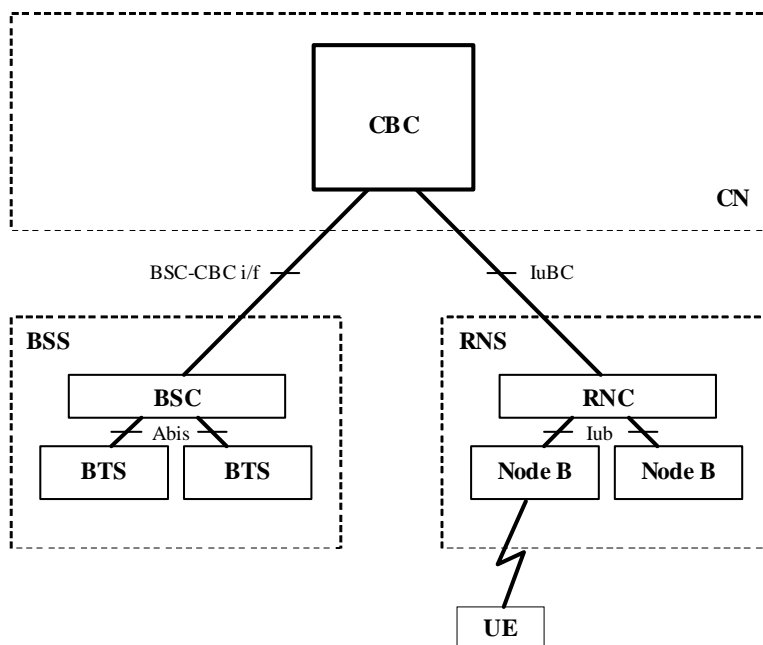 CBC
CN
BSC-CBC i/f
IuBC
BSS
RNS
BSC
RNC
Abis
Iub
BTS
BTS
Node B
Node B
UE